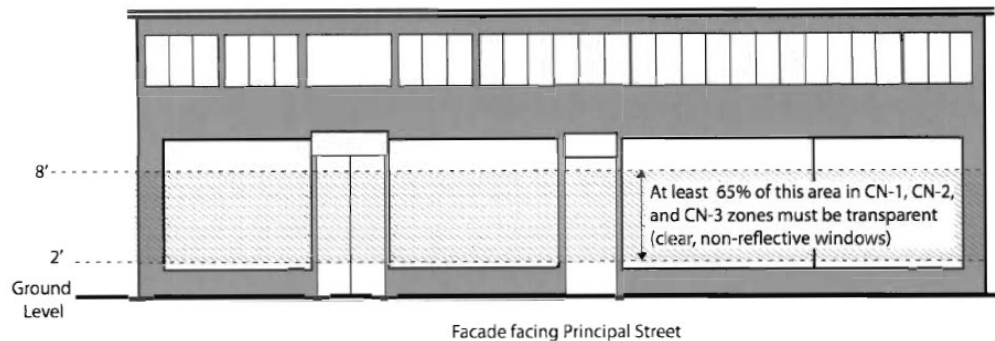 8'
At least 65% of this area in CN-1, CN-2,
and CN-3 zones must be transparent
(clear, non-reflective windows)
2'
Ground
Level
Facade facing Principal Street